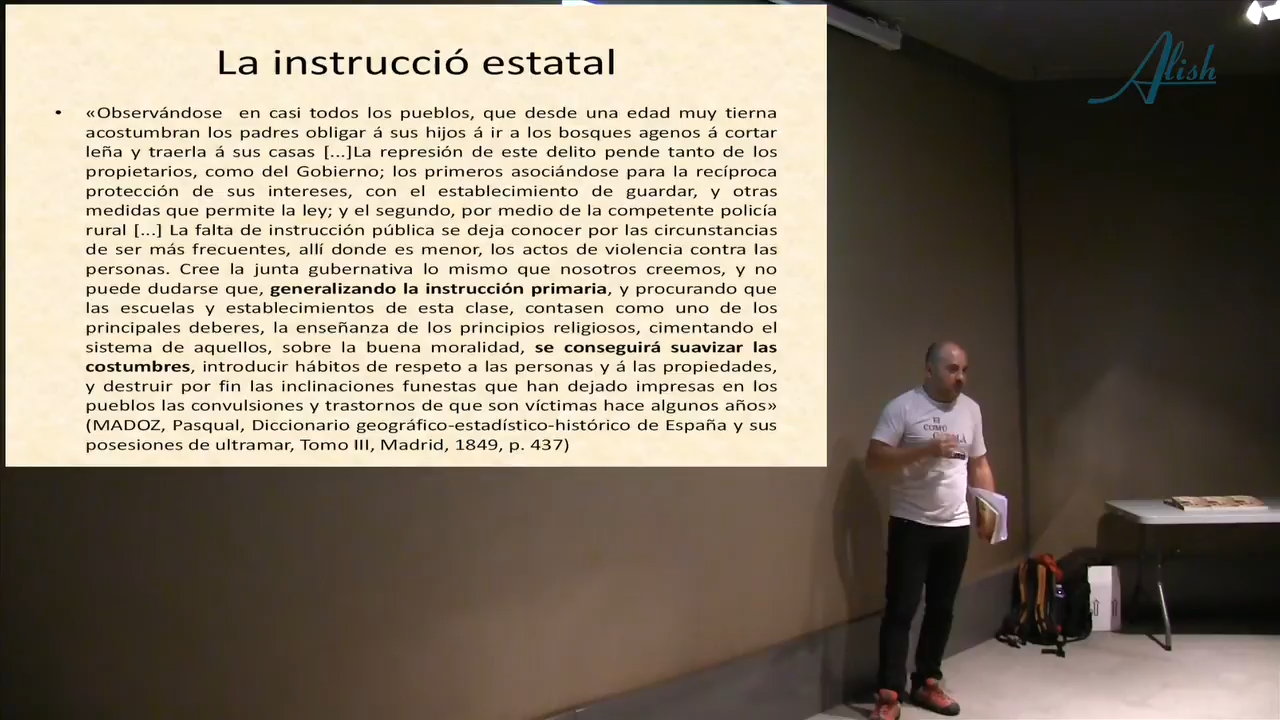 La instrucció estatal
• «Observándose en casi todos los pueblos, que desde una edad muy tierna
acostumbran los padres obligar á sus hijos á ir a los bosques agenos á cortar
leña y traerla á sus casas [...]La represión de este delito pende tanto de los
propietarios, como del Gobierno; los primeros asociándose para la recíproca
protección de sus intereses, con el establecimiento de guardar, y otras
medidas que permite la ley; y el segundo, por medio de la competente policía
rural [...] La falta de instrucción pública se deja conocer por las circunstancias
de ser más frecuentes, allí donde es menor, los actos de violencia contra las
personas. Cree la junta gubernativa lo mismo que nosotros creemos, y no
puede dudarse que, generalizando la instrucción primaria, y procurando que
las escuelas y establecimientos de esta clase, contasen como uno de los
principales deberes, la enseñanza de los principios religiosos, cimentando el
sistema de aquellos, sobre la buena moralidad, se conseguirá suavizar las
costumbres, introducir hábitos de respeto a las personas y á las propiedades,
y destruir por fin las inclinaciones funestas que han dejado impresas en los
pueblos las convulsiones y trastornos de que son víctimas hace algunos años»
(MADOZ, Pasqual, Diccionario geográfico-estadístico-histórico de España y sus
posesiones de ultramar, Tomo III, Madrid, 1849, p. 437)
Alish
COMÚ